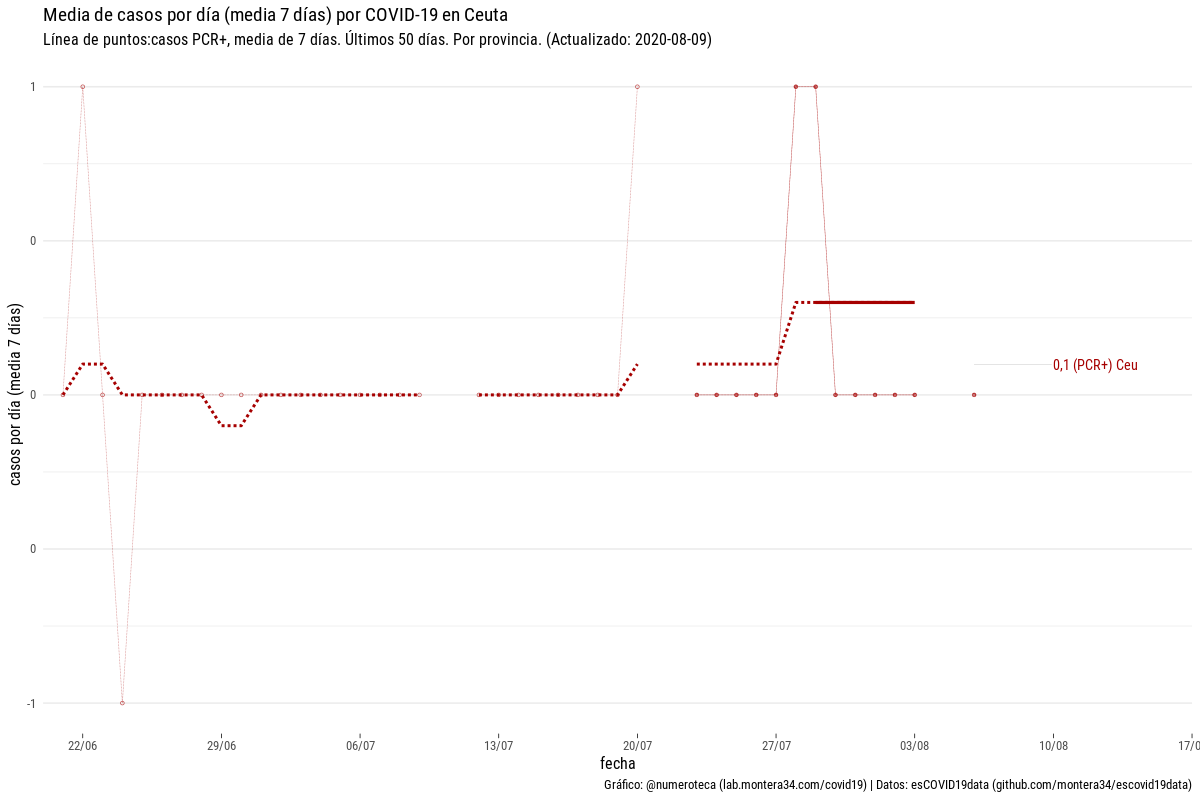 Media de casos por día (media 7 días) por COVID-19 en Ceuta
Línea de puntos:casos PCR+, media de 7 días. Últimos 50 días. Por provincia. (Actualizado: 2020-08-09)
casos por día (media 7 días)
1
0
0
0
-1
0,1 (PCR+) Ceu
22/06 29/06 06/07 13/07 20/07 27/07 03/08 10/08 17/0
fecha
Gráfico: @numeroteca (lab.montera34.com/covid19) | Datos: esCOVID19data (github.com/montera34/escovid19data)